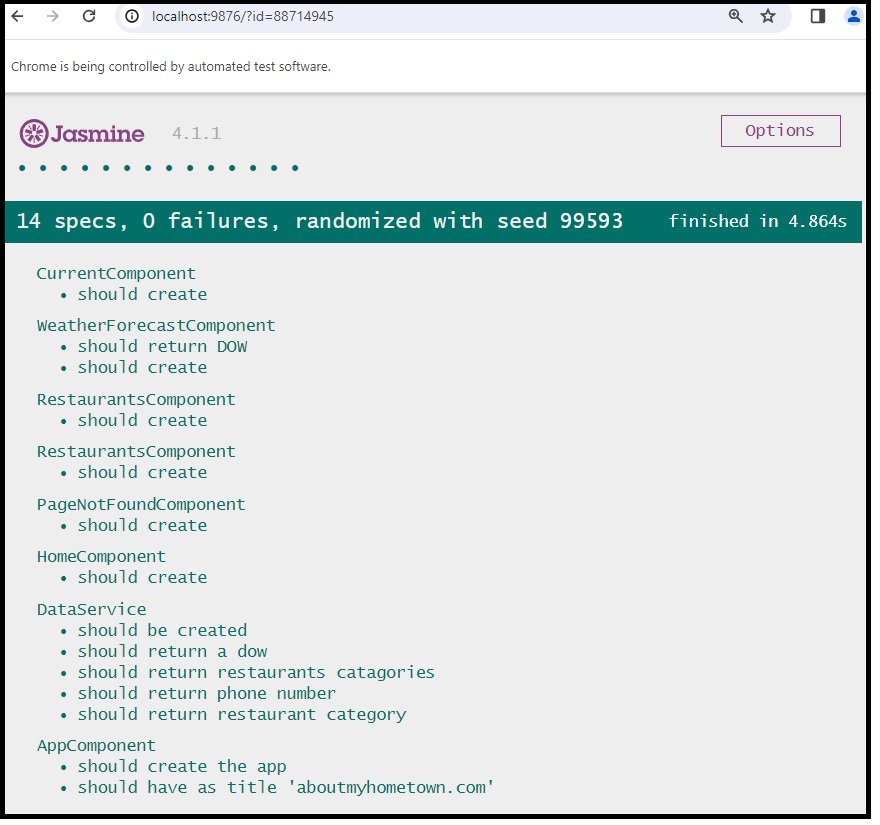 localhost:9876/?id=88714945
Chrome is being controlled by automated test software.
Jasmine 4.1.1 Options
14 specs, 0 failures, randomized with seed 99593 finished in 4.864s
CurrentComponent
• should create
WeatherForecastComponent
• should return DOW
• should create
RestaurantsComponent
• should create
RestaurantsComponent
• should create
PageNotFoundComponent
• should create
HomeComponent
• should create
DataService
• should be created
• should return a dow
• should return restaurants catagories
• should return phone number
• should return restaurant category
AppComponent
• should create the app
• should have as title 'aboutmyhometown.com'